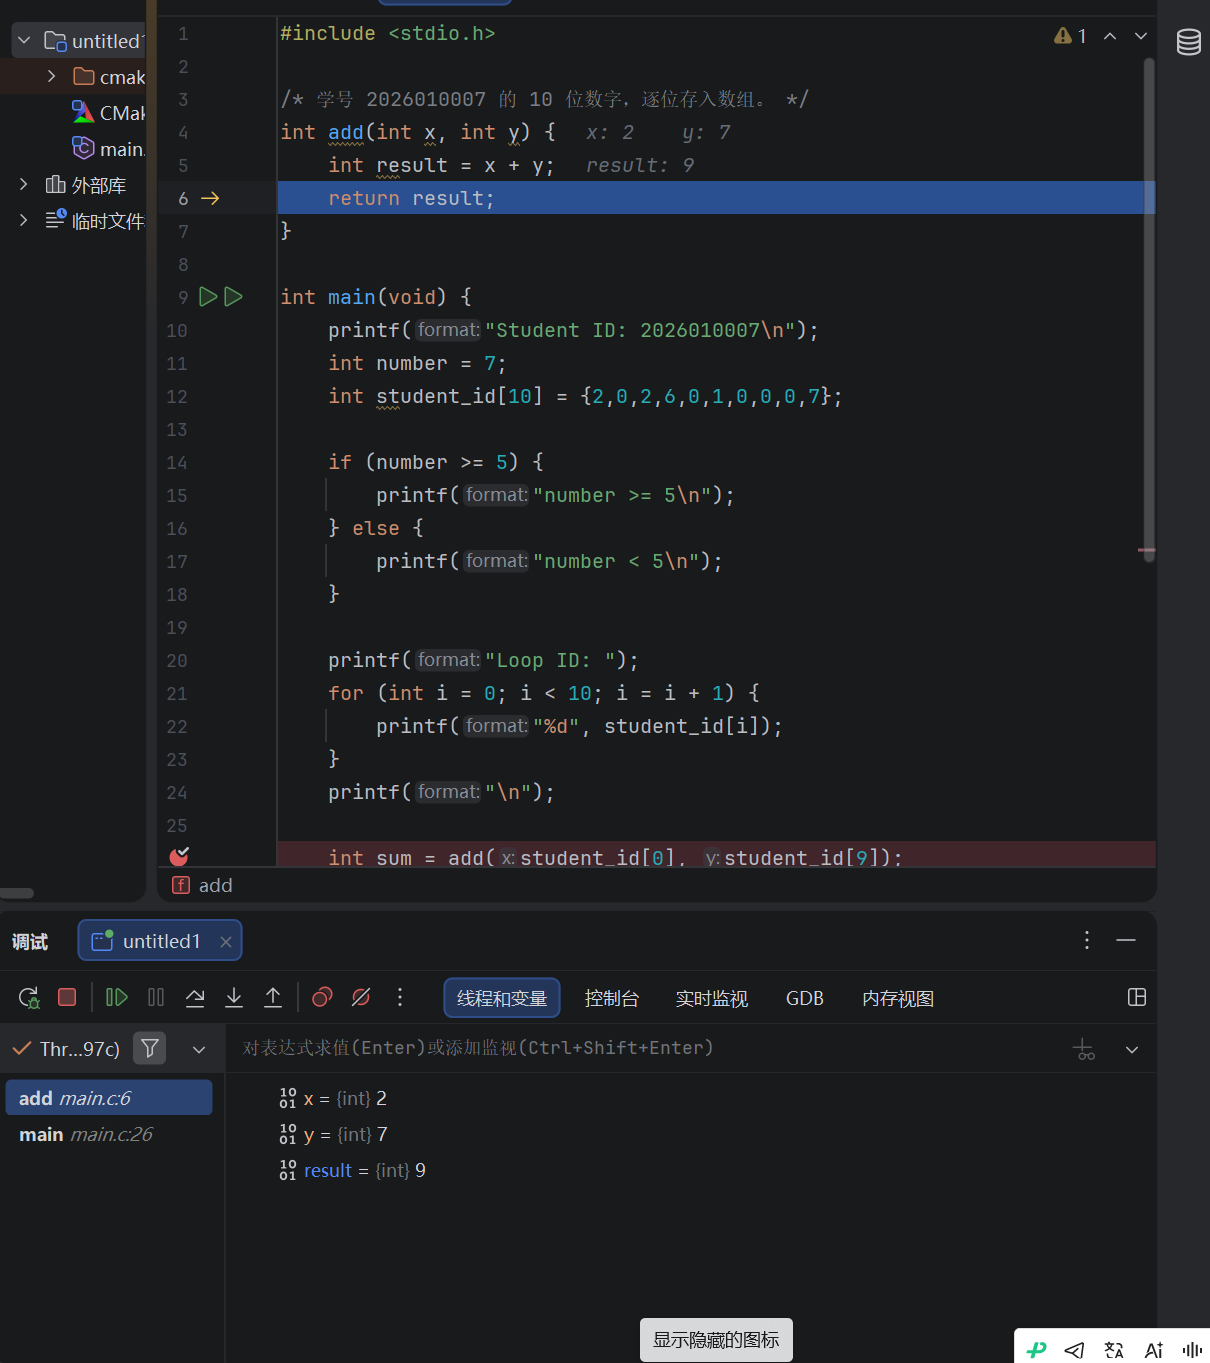 untitled1
cmak
CMak
main.
外部库
临时文件
1 #include <stdio.h>
1
2
3 /* 学号 2026010007 的 10 位数字，逐位存入数组。 */
4 int add(int x, int y) { x: 2 y: 7
5 int result = x + y; result: 9
6 return result;
7 }
8
9 int main(void) {
10 printf(format: "Student ID: 2026010007\n");
11 int number = 7;
12 int student_id[10] = {2,0,2,6,0,1,0,0,0,7};
13
14 if (number >= 5) {
15 printf(format: "number >= 5\n");
16 } else {
17 printf(format: "number < 5\n");
18 }
19
20 printf(format: "Loop ID: ");
21 for (int i = 0; i < 10; i = i + 1) {
22 printf(format: "%d", student_id[i]);
23 }
24 printf(format: "\n");
25
int sum = add(x: student_id[0], y: student_id[9]);
f add
调试 untitled1
线程和变量 控制台 实时监视 GDB 内存视图
Thr...97c) 对表达式求值(Enter)或添加监视(Ctrl+Shift+Enter)
add main.c:6
main main.c:26
x = {int} 2
y = {int} 7
result = {int} 9
显示隐藏的图标